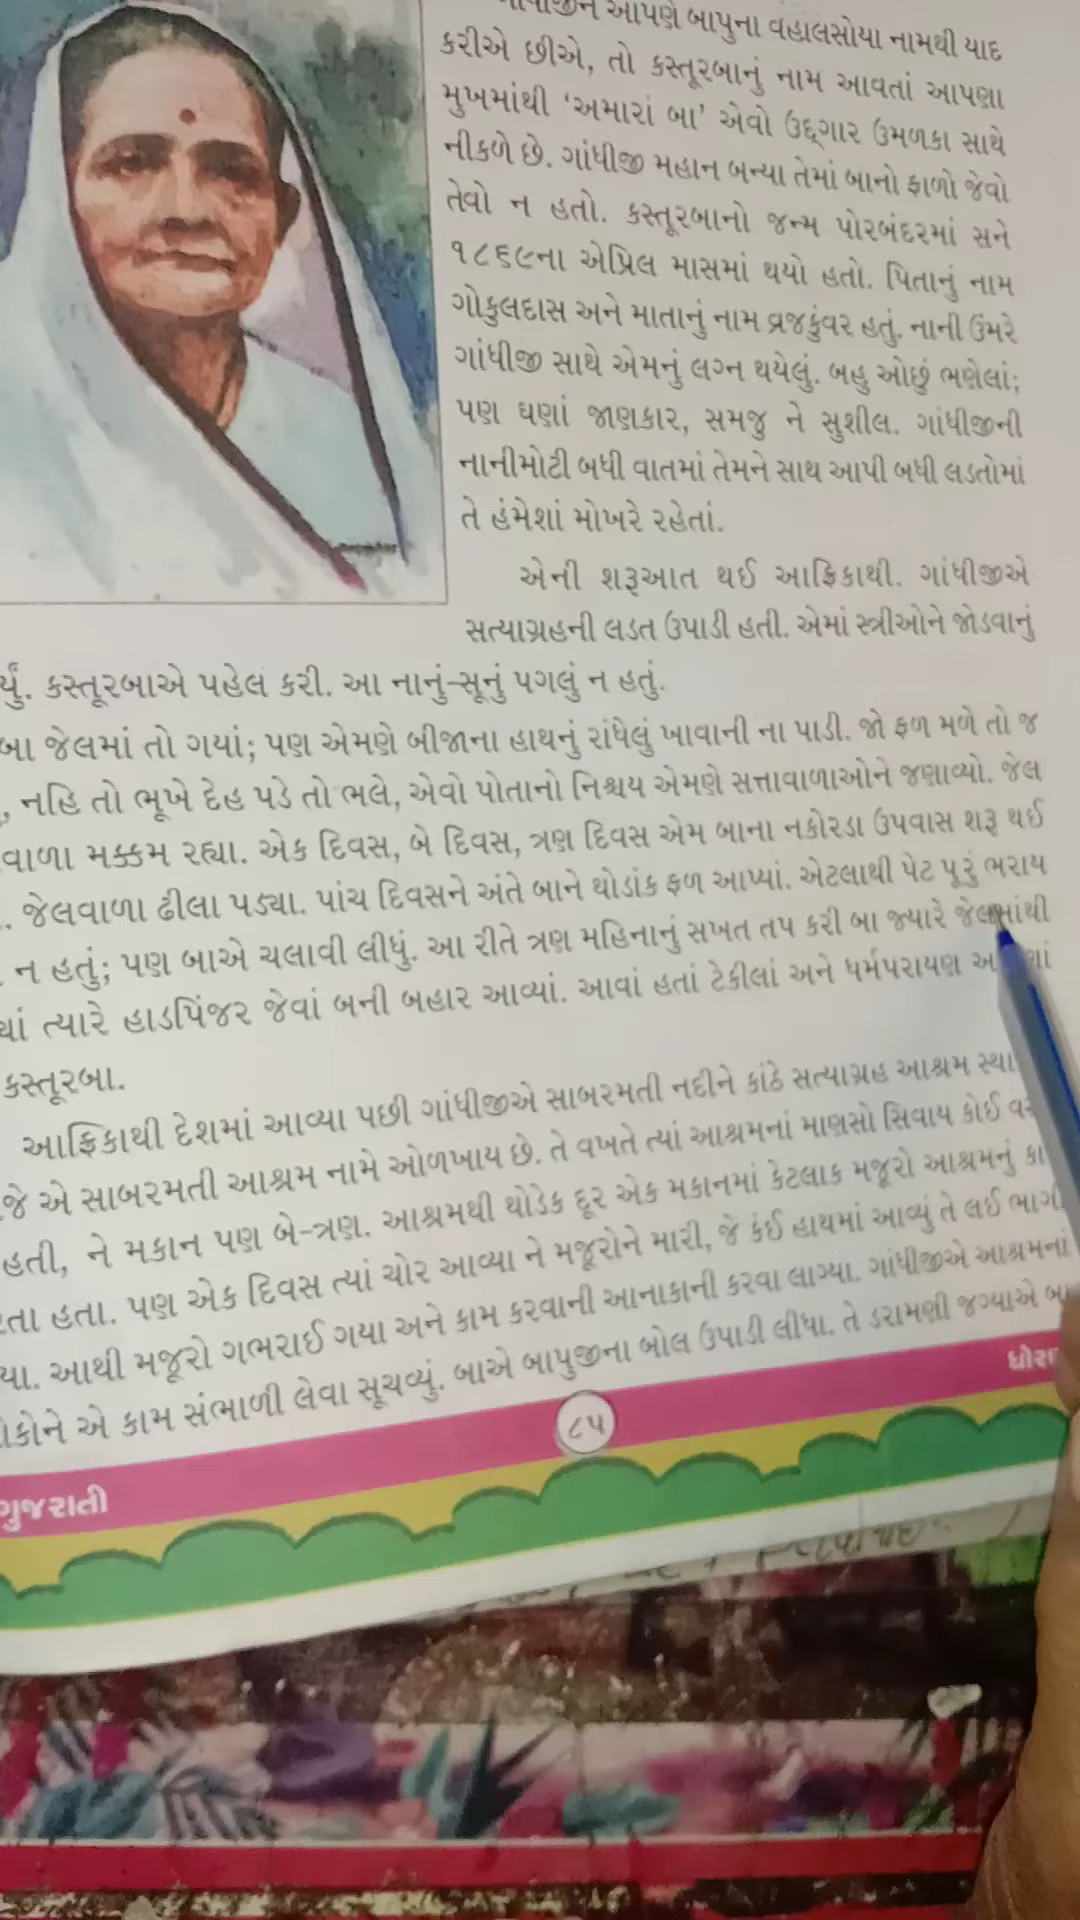 આપણે બાપુના વહાલસોયા નામથી યાદ
કરીએ છીએ, તો કસ્તૂરબાનું નામ આવતાં આપણા
મુખમાંથી ‘અમારાં બા’ એવો ઉદ્ગાર ઉમળકા સાથે
નીકળે છે. ગાંધીજી મહાન બન્યા તેમાં બાનો ફાળો જેવો
તેવો ન હતો. કસ્તૂરબાનો જન્મ પોરબંદરમાં સને
૧૮૬૯ના એપ્રિલ માસમાં થયો હતો. પિતાનું નામ
ગોકુલદાસ અને માતાનું નામ વ્રજકુંવર હતું. નાની ઉંમરે
ગાંધીજી સાથે એમનું લગ્ન થયેલું. બહુ ઓછું ભણેલાં;
પણ ઘણાં જાણકાર, સમજુ ને સુશીલ. ગાંધીજીની
નાનીમોટી બધી વાતમાં તેમને સાથ આપી બધી લડતોમાં
તે હંમેશાં મોખરે રહેતાં.
એની શરૂઆત થઈ આફ્રિકાથી. ગાંધીજીએ
સત્યાગ્રહની લડત ઉપાડી હતી. એમાં સ્ત્રીઓને જોડવાનું
કસ્તૂરબાએ પહેલ કરી. આ નાનું-સૂનું પગલું ન હતું.
બા જેલમાં તો ગયાં; પણ એમણે બીજાના હાથનું રાંધેલું ખાવાની ના પાડી. જો ફળ મળે તો જ
, નહિ તો ભૂખે દેહ પડે તો ભલે, એવો પોતાનો નિશ્ચય એમણે સત્તાવાળાઓને જણાવ્યો. જેલ
વાળા મક્કમ રહ્યા. એક દિવસ, બે દિવસ, ત્રણ દિવસ એમ બાના નકોરડા ઉપવાસ શરૂ થઈ
. જેલવાળા ઢીલા પડ્યા. પાંચ દિવસને અંતે બાને થોડાંક ફળ આપ્યાં. એટલાથી પેટ પૂરું ભરાય
ન હતું; પણ બાએ ચલાવી લીધું. આ રીતે ત્રણ મહિનાનું સખત તપ કરી બા જ્યારે જેલમાંથી
ત્યારે હાડપિંજર જેવાં બની બહાર આવ્યાં. આવાં હતાં ટેકીલાં અને ધર્મપરાયણ
કસ્તૂરબા.
આફ્રિકાથી દેશમાં આવ્યા પછી ગાંધીજીએ સાબરમતી નદીને કાંઠે સત્યાગ્રહ આશ્રમ
જે એ સાબરમતી આશ્રમ નામે ઓળખાય છે. તે વખતે ત્યાં આશ્રમનાં માણસો સિવાય કોઈ
હતી, ને મકાન પણ બે-ત્રણ. આશ્રમથી થોડેક દૂર એક મકાનમાં કેટલાક મજૂરો આશ્રમનું
હતા. પણ એક દિવસ ત્યાં ચોર આવ્યા ને મજૂરોને મારી, જે કંઈ હાથમાં આવ્યું તે લઈ
આથી મજૂરો ગભરાઈ ગયા અને કામ કરવાની આનાકાની કરવા લાગ્યા. ગાંધીજીએ આશ્રમનાં
એ કામ સંભાળી લેવા સૂચવ્યું. બાએ બાપુજીના બોલ ઉપાડી લીધા. તે ડરામણી જગ્યાએ
૮૫
ગુજરાતી